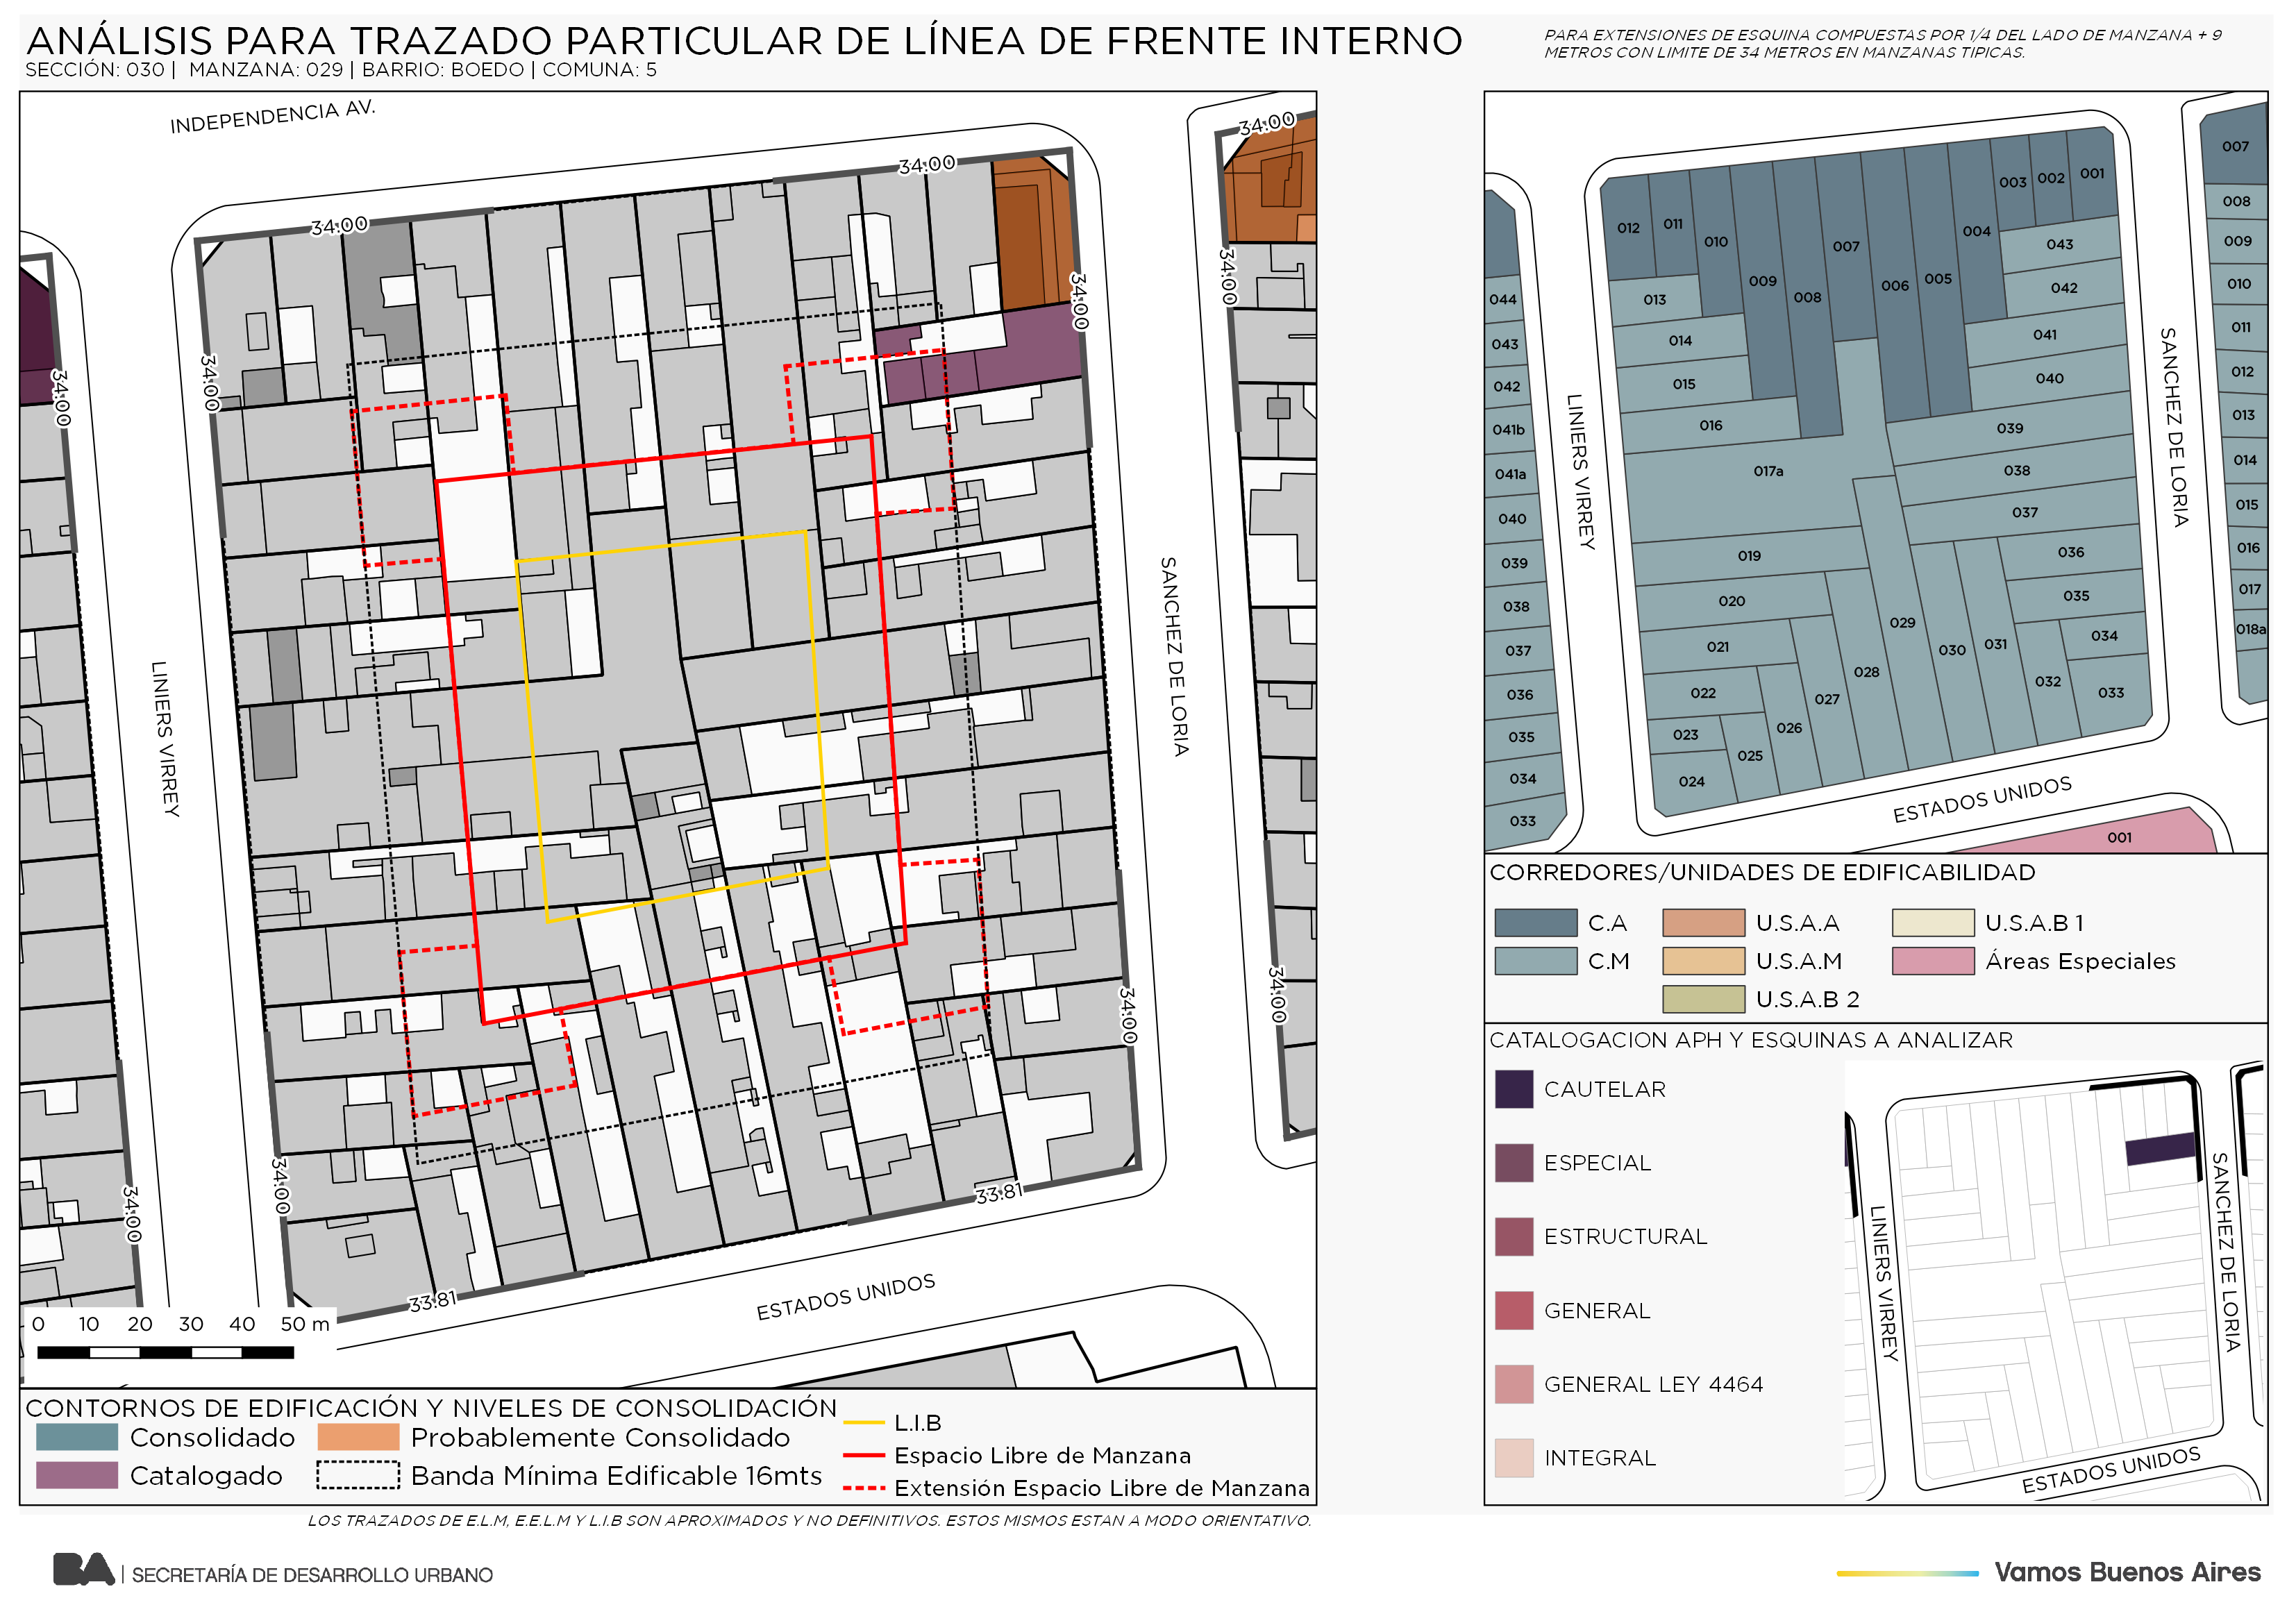 ANÁLISIS PARA TRAZADO PARTICULAR DE LÍNEA DE FRENTE INTERNO
SECCIÓN: 030 | MANZANA: 029 | BARRIO: BOEDO | COMUNA: 5
PARA EXTENSIONES DE ESQUINA COMPUESTAS POR 1/4 DEL LADO DE MANZANA + 9
METROS CON LIMITE DE 34 METROS EN MANZANAS TIPICAS.
INDEPENDENCIA AV.
34.00
34.00
34.00
34.00
34.00
34.00
34.00
LINIERS VIRREY
SANCHEZ DE LORIA
34.00
34.00
34.00
34.00
33.81
33.81
ESTADOS UNIDOS
0 10 20 30 40 50 m
CONTORNOS DE EDIFICACIÓN Y NIVELES DE CONSOLIDACIÓN
Consolidado
Probablemente Consolidado
Catalogado
Banda Mínima Edificable 16mts
L.I.B
Espacio Libre de Manzana
Extensión Espacio Libre de Manzana
LOS TRAZADOS DE E.L.M, E.E.L.M Y L.I.B SON APROXIMADOS Y NO DEFINITIVOS. ESTOS MISMOS ESTAN A MODO ORIENTATIVO.
012
011
010
009
008
007
006
005
004
003
002
001
043
042
041
040
039
038
037
036
035
034
033
032
031
030
029
028
027
026
025
024
023
022
021
020
019
017a
016
015
014
013
044
043
042
041b
041a
040
039
038
037
036
035
034
033
007
008
009
010
011
012
013
014
015
016
017
018a
LINIERS VIRREY
SANCHEZ DE LORIA
ESTADOS UNIDOS
001
CORREDORES/UNIDADES DE EDIFICABILIDAD
C.A
U.S.A.A
U.S.A.B 1
C.M
U.S.A.M
Áreas Especiales
U.S.A.B 2
CATALOGACION APH Y ESQUINAS A ANALIZAR
CAUTELAR
ESPECIAL
ESTRUCTURAL
GENERAL
GENERAL LEY 4464
INTEGRAL
LINIERS VIRREY
SANCHEZ DE LORIA
ESTADOS UNIDOS
BA | SECRETARÍA DE DESARROLLO URBANO
Vamos Buenos Aires